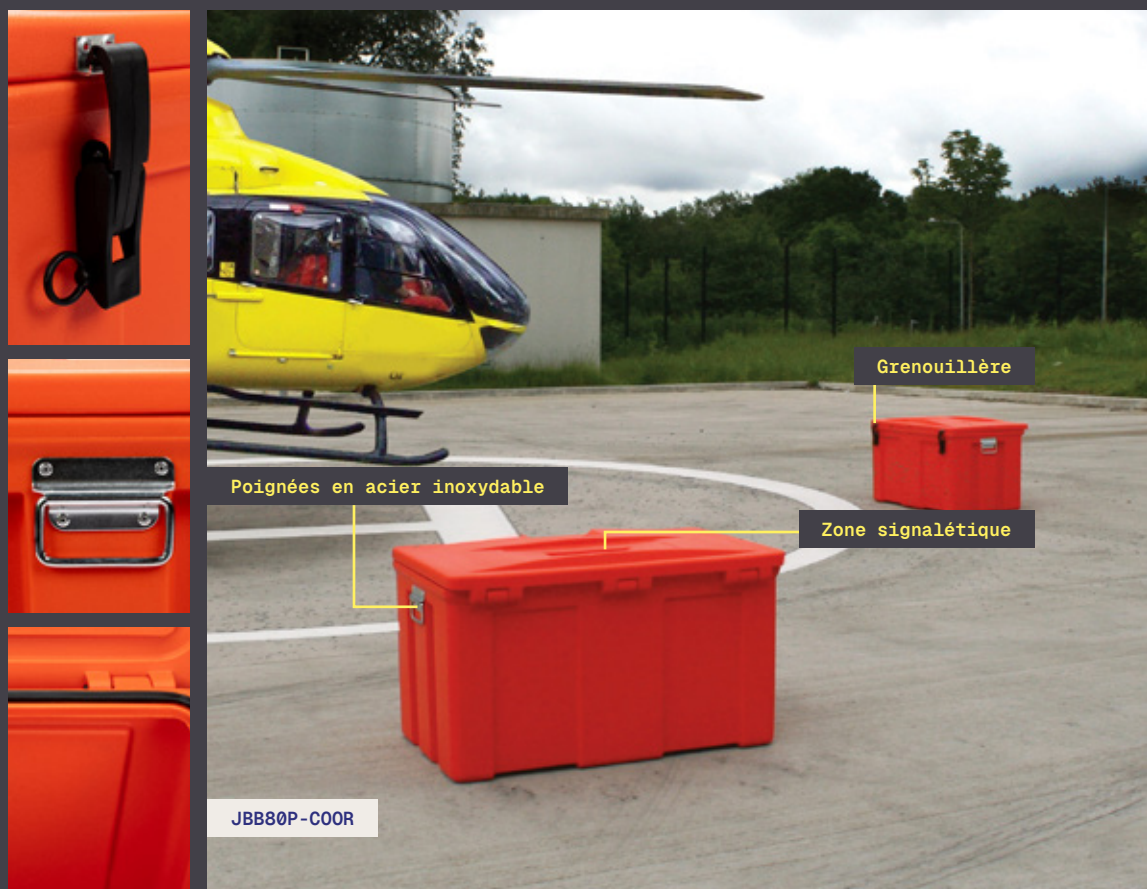 Grenouillère
Poignées en acier inoxydable
Zone signalétique
JBB80P-COOR